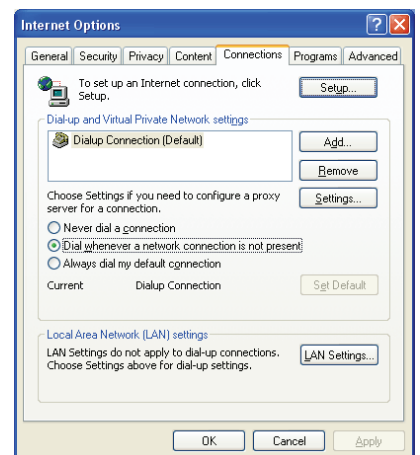 Internet Options
General Security Privacy Content Connections Programs Advanced
To set up an Internet connection, click
Setup.
Setup...
Dial-up and Virtual Private Network settings
Dialup Connection (Default)
Add...
Remove
Choose Settings if you need to configure a proxy
server for a connection.
Settings...
Never dial a connection
Dial whenever a network connection is not present
Always dial my default connection
Current Dialup Connection
Set Default
Local Area Network (LAN) settings
LAN Settings do not apply to dial-up connections.
Choose Settings above for dial-up settings.
LAN Settings...
OK Cancel Apply